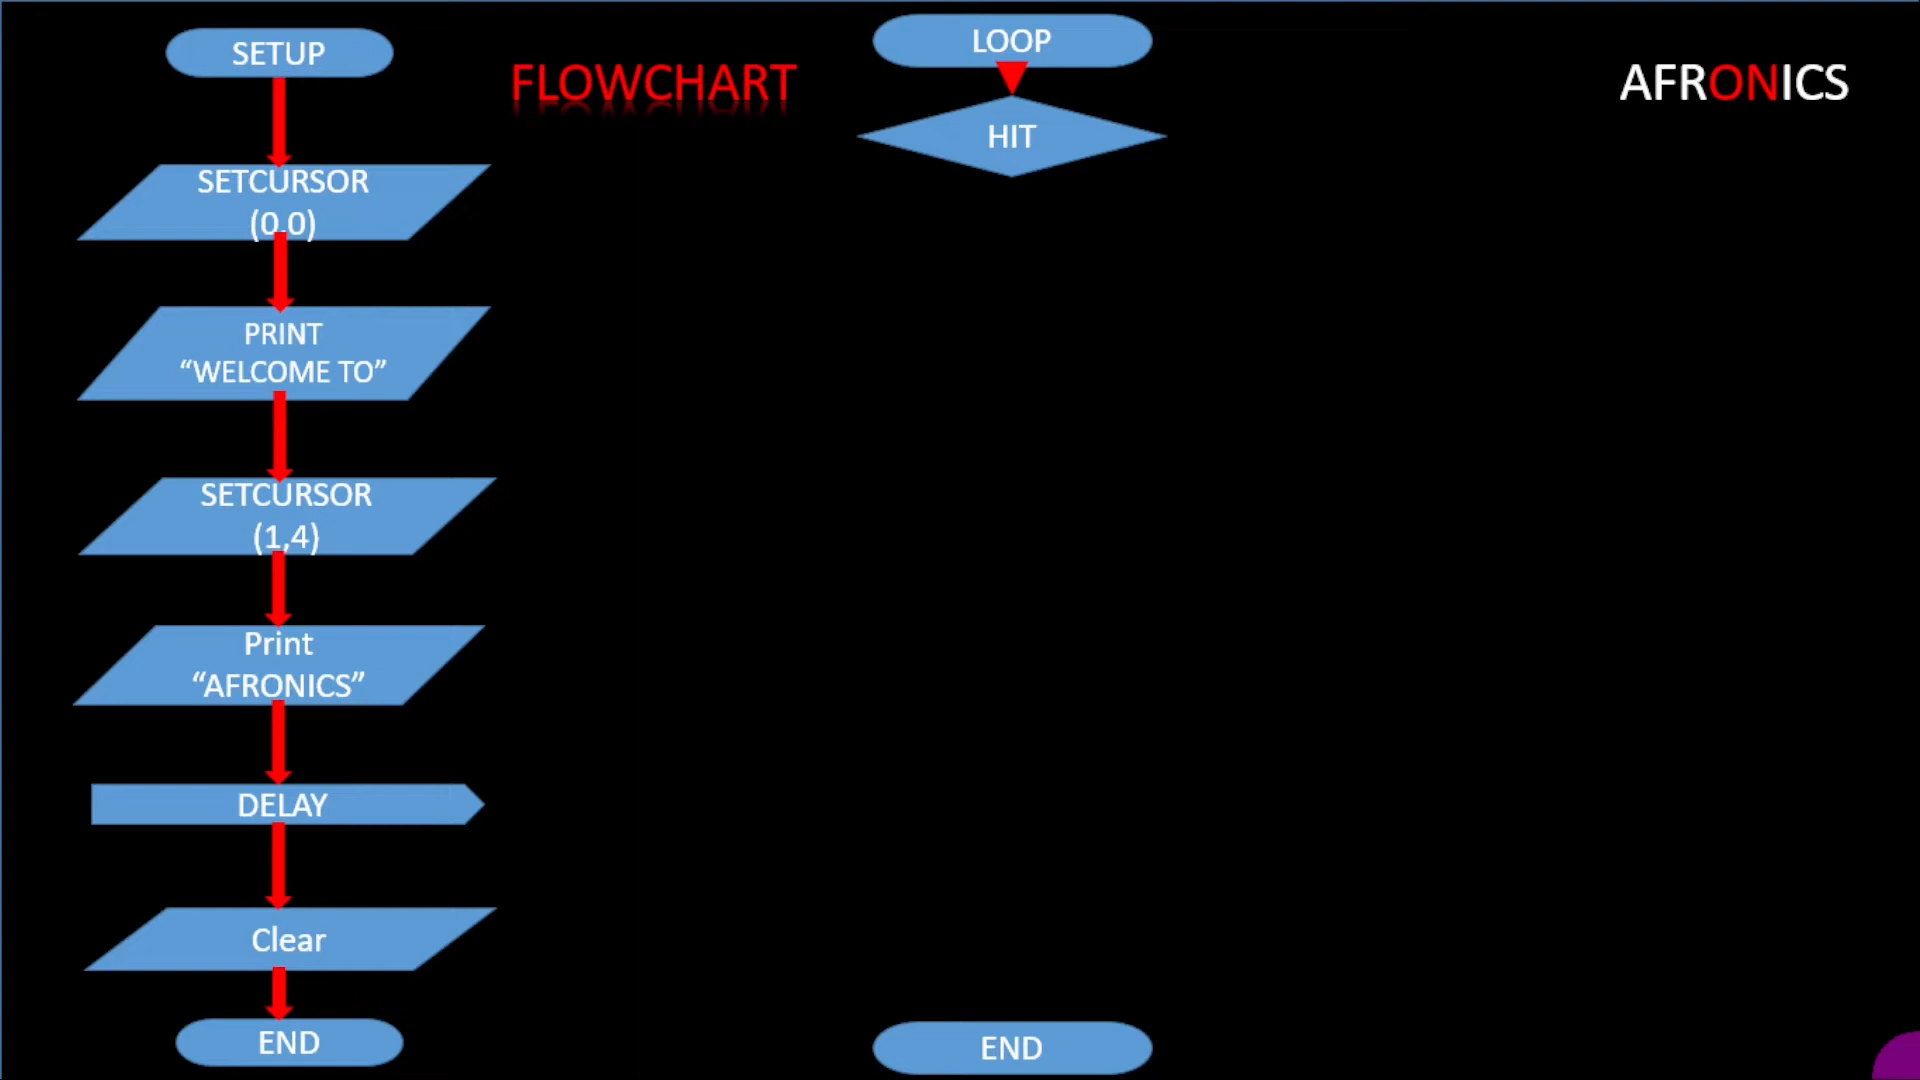 SETUP
SETCURSOR
(0,0)
PRINT
“WELCOME TO”
SETCURSOR
(1,4)
Print
“AFRONICS”
DELAY
Clear
END
FLOWCHART
LOOP
HIT
END
AFRONICS